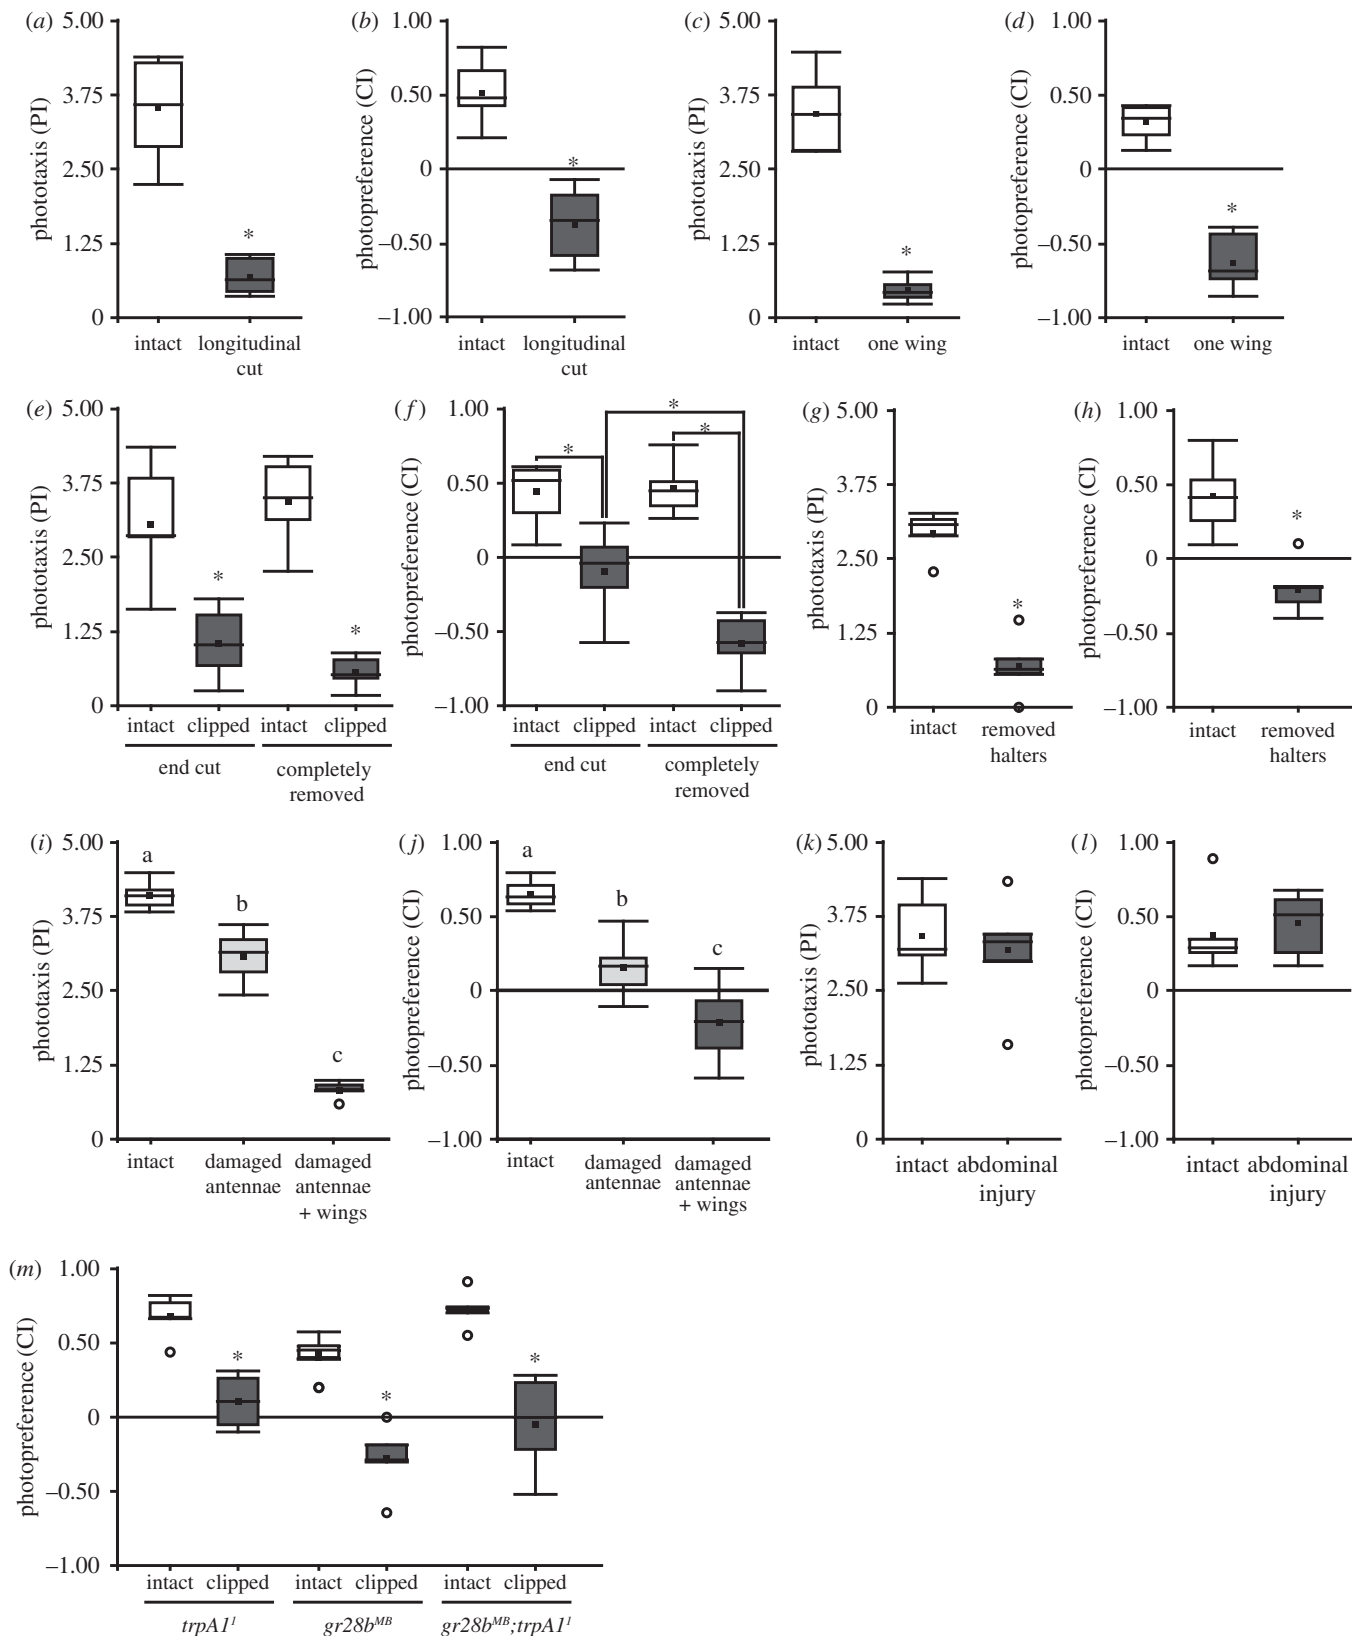 (a) 5.00 (b) 1.00 (c) 5.00 (d) 1.00
3.75 0.50 3.75 0.50
phototaxis (PI) photopreference (CI) phototaxis (PI) photopreference (CI)
2.50 0 * 2.50 0
1.25 * –0.50 1.25 * –0.50 *
0 –1.00 0 –1.00
intact longitudinal intact longitudinal intact one wing intact one wing
cut cut
(e) 5.00 (f) 1.00 * (g) 5.00 (h) 1.00
* *
3.75 0.50 3.75 0.50 *
phototaxis (PI) photopreference (CI) phototaxis (PI) photopreference (CI)
2.50 * 0 2.50 0
1.25 * –0.50 1.25 * –0.50
0 –1.00 0 –1.00
intact clipped intact clipped intact clipped intact clipped intact removed intact removed
halters halters
end cut completely end cut completely
removed removed
(i) 5.00 a (j) 1.00 a (k) 5.00 (l) 1.00
3.75 b 0.50 b 3.75 0.50
c
phototaxis (PI) photopreference (CI) phototaxis (PI) photopreference (CI)
2.50 0 2.50 0
1.25 c –0.50 1.25 –0.50
0 –1.00 0 –1.00
intact damaged damaged intact damaged damaged intact abdominal intact abdominal
antennae antennae antennae antennae injury injury
+ wings + wings
(m) 1.00
0.50 * * *
photopreference (CI)
0
–0.50
–1.00
intact clipped intact clipped intact clipped
trpA1¹ gr28bᴹᴮ gr28bᴹᴮ;trpA1¹